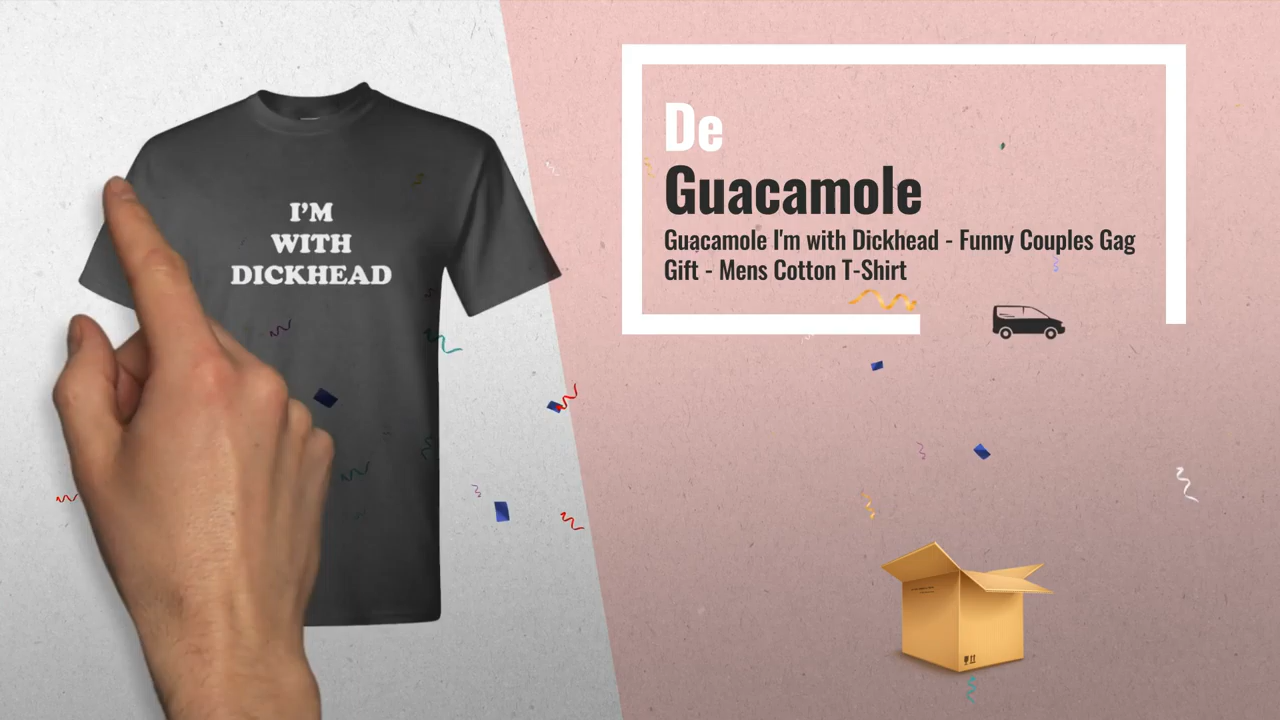 I'M
WITH
DICKHEAD
De
Guacamole
Guacamole I'm with Dickhead - Funny Couples Gag
Gift - Mens Cotton T-Shirt